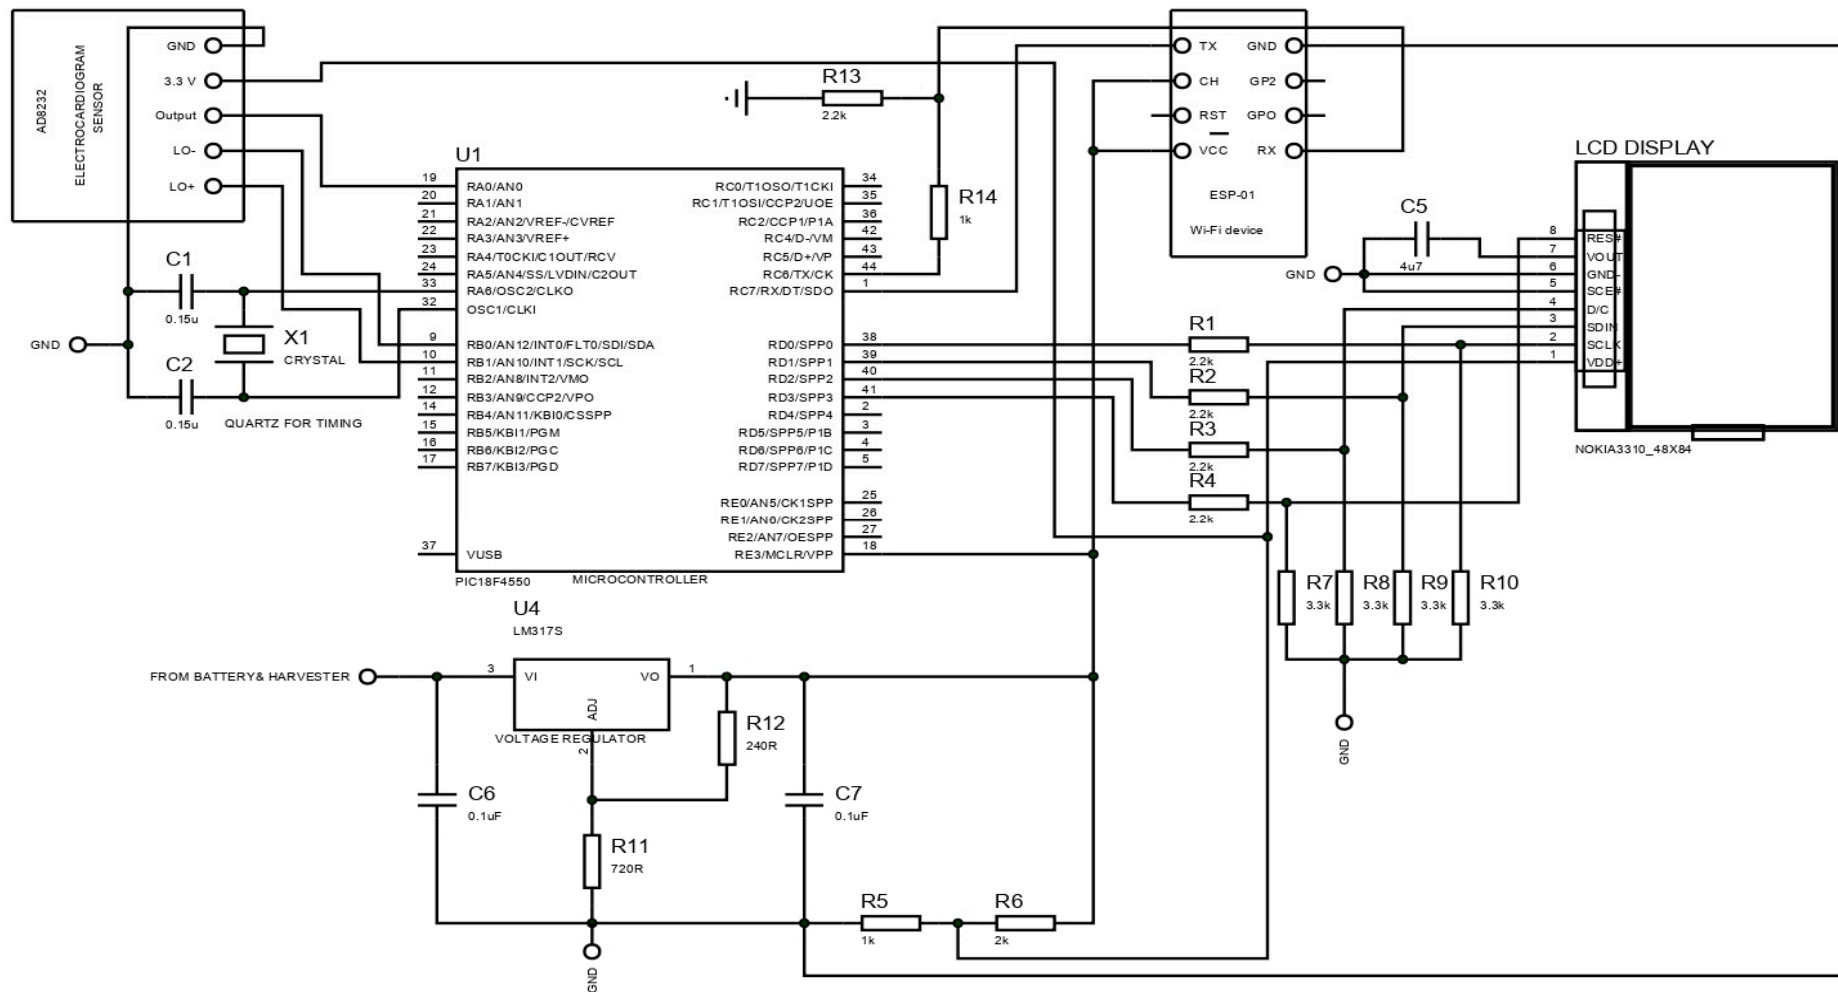 AD8232
ELECTROCARDIOGRAM
SENSOR
GND
3.3 V
Output
LO-
LO+
R13
2.2k
TX
GND
CH
GP2
RST
GPO
VCC
RX
ESP-01
Wi-Fi device
R14
1k
U1
19
20
21
22
23
24
33
32
9
10
11
12
14
15
16
17
37
RA0/AN0
RA1/AN1
RA2/AN2/VREF-/CVREF
RA3/AN3/VREF+
RA4/T0CKI/C1OUT/RCV
RA5/AN4/SS/LVDIN/C2OUT
RA6/OSC2/CLKO
OSC1/CLKI
RB0/AN12/INT0/FLT0/SDI/SDA
RB1/AN10/INT1/SCK/SCL
RB2/AN8/INT2/VMO
RB3/AN9/CCP2/VPO
RB4/AN11/KBI0/CSSPP
RB5/KBI1/PGM
RB6/KBI2/PGC
RB7/KBI3/PGD
VUSB
RC0/T1OSO/T1CKI
RC1/T1OSI/CCP2/UOE
RC2/CCP1/P1A
RC4/D-/VM
RC5/D+/VP
RC6/TX/CK
RC7/RX/DT/SDO
RD0/SPP0
RD1/SPP1
RD2/SPP2
RD3/SPP3
RD4/SPP4
RD5/SPP5/P1B
RD6/SPP6/P1C
RD7/SPP7/P1D
RE0/AN5/CK1SPP
RE1/AN6/CK2SPP
RE2/AN7/OESPP
RE3/MCLR/VPP
34
35
36
42
43
44
1
38
39
40
41
2
3
4
5
25
26
27
18
PIC18F4550
MICROCONTROLLER
C1
0.15u
X1
CRYSTAL
GND
C2
0.15u
QUARTZ FOR TIMING
LCD DISPLAY
C5
4u7
GND
8
7
6
5
4
3
2
1
RES#
VOUT
GND-
SCE#
D/C
SDIN
SCLK
VDD+
NOKIA3310_48X84
R1
2.2k
R2
2.2k
R3
2.2k
R4
2.2k
R7
3.3k
R8
3.3k
R9
3.3k
R10
3.3k
GND
U4
LM317S
FROM BATTERY& HARVESTER
3
VI
VO
1
ADJ
2
VOLTAGE REGULATOR
R12
240R
C6
0.1uF
C7
0.1uF
R11
720R
R5
1k
R6
2k
GND